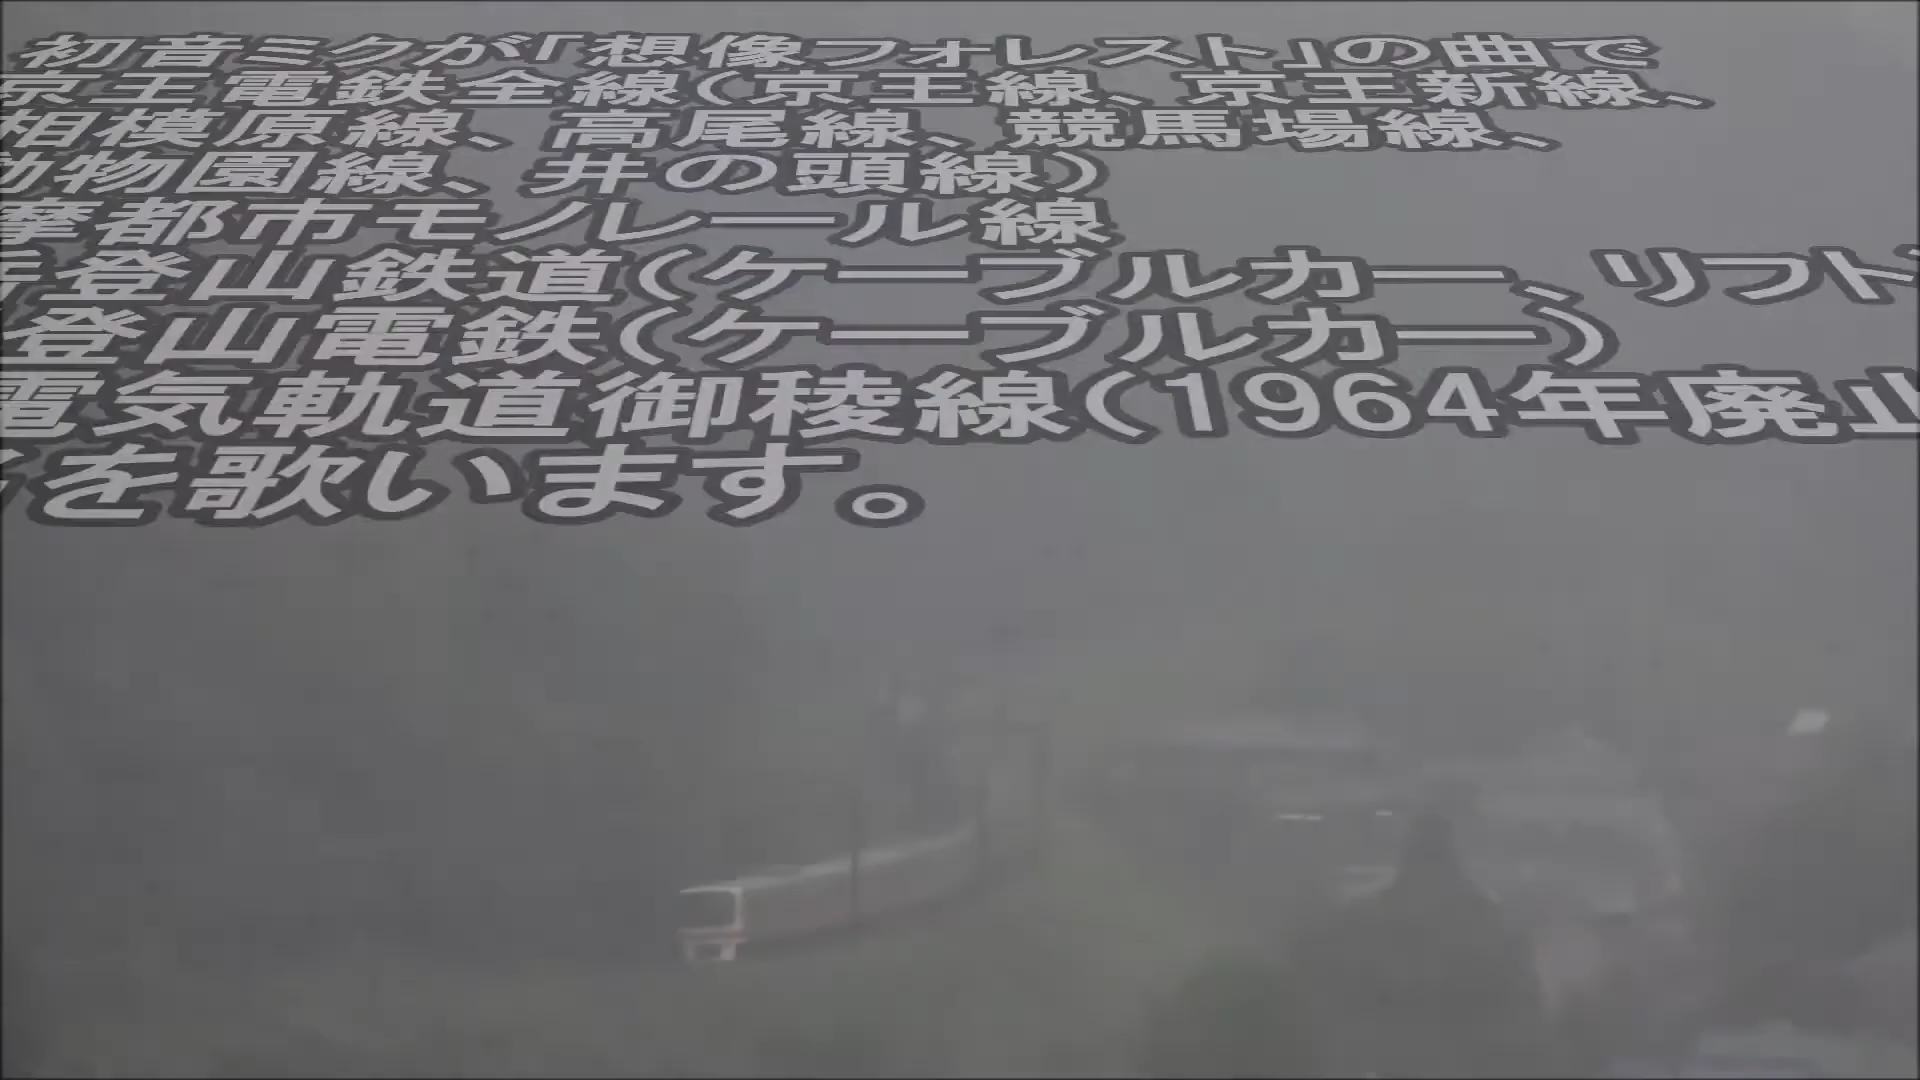 初音ミクが「想像フォレスト」の曲で
京王電鉄全線(京王線、京王新線、
相模原線、高尾線、競馬場線、
動物園線、井の頭線)
摩都市モノレール線
登山鉄道(ケーブルカー、リフト
登山電鉄(ケーブルカー)
電気軌道御稜線(1964年廃止
を歌います。